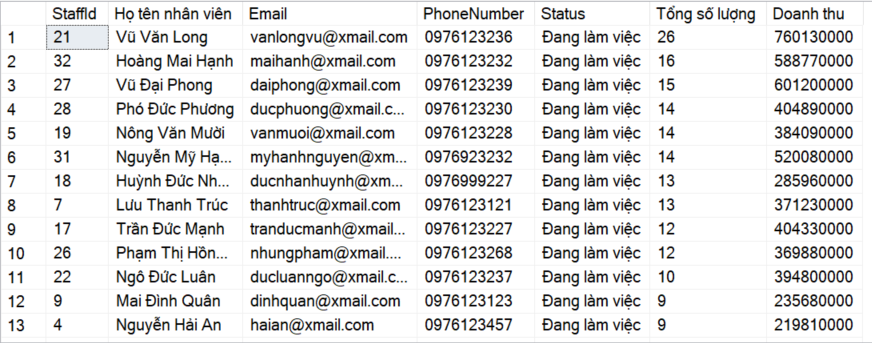 StaffId Họ tên nhân viên Email PhoneNumber Status Tổng số lượng Doanh thu
1 21 Vũ Văn Long vanlongvu@xmail.com 0976123236 Đang làm việc 26 760130000
2 32 Hoàng Mai Hạnh maihanh@xmail.com 0976123232 Đang làm việc 16 588770000
3 27 Vũ Đại Phong daiphong@xmail.com 0976123239 Đang làm việc 15 601200000
4 28 Phó Đức Phương ducphuong@xmail.c... 0976123230 Đang làm việc 14 404890000
5 19 Nông Văn Mười vanmuoi@xmail.com 0976123228 Đang làm việc 14 384090000
6 31 Nguyễn Mỹ Hạ... myhanhnguyen@xm... 0976923232 Đang làm việc 14 520080000
7 18 Huỳnh Đức Nh... ducnhanhuynh@xm... 0976999227 Đang làm việc 13 285960000
8 7 Lưu Thanh Trúc thanhtruc@xmail.com 0976123121 Đang làm việc 13 371230000
9 17 Trần Đức Mạnh tranducmanh@xmail.... 0976123227 Đang làm việc 12 404330000
10 26 Phạm Thị Hồn... nhungpham@xmail.... 0976123268 Đang làm việc 12 369880000
11 22 Ngô Đức Luân ducluanngo@xmail.c... 0976123237 Đang làm việc 10 394800000
12 9 Mai Đình Quân dinhquan@xmail.com 0976123123 Đang làm việc 9 235680000
13 4 Nguyễn Hải An haian@xmail.com 0976123457 Đang làm việc 9 219810000